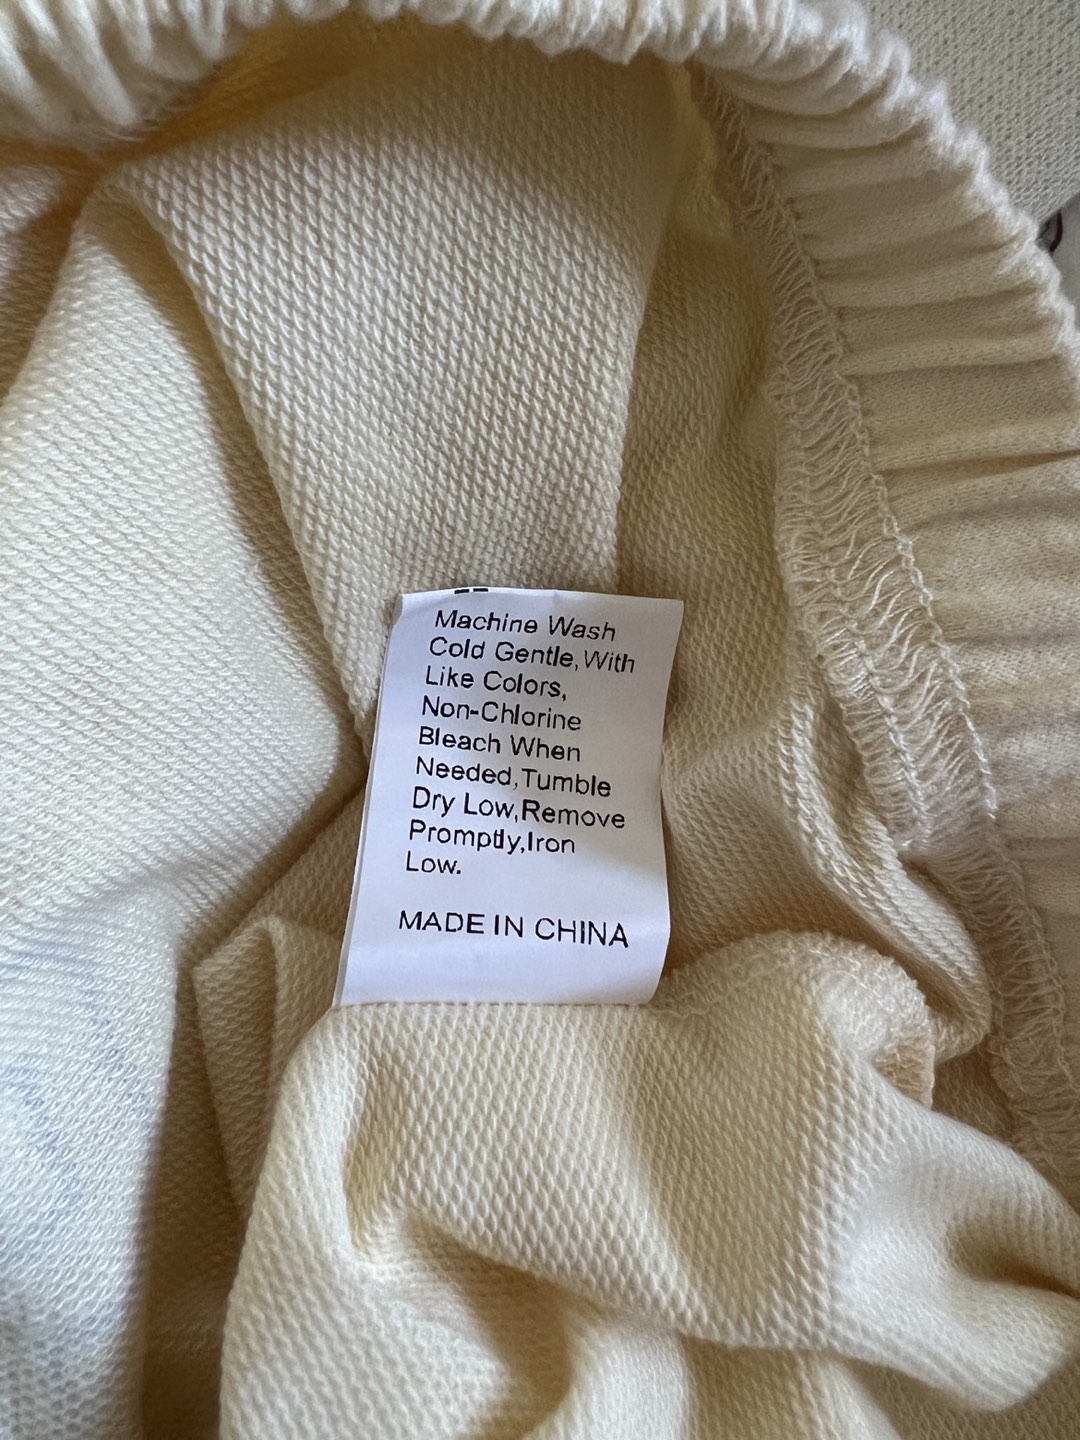 Machine Wash
Cold Gentle,With
Like Colors,
Non-Chlorine
Bleach When
Needed,Tumble
Dry Low,Remove
Promptly,Iron
Low.
MADE IN CHINA